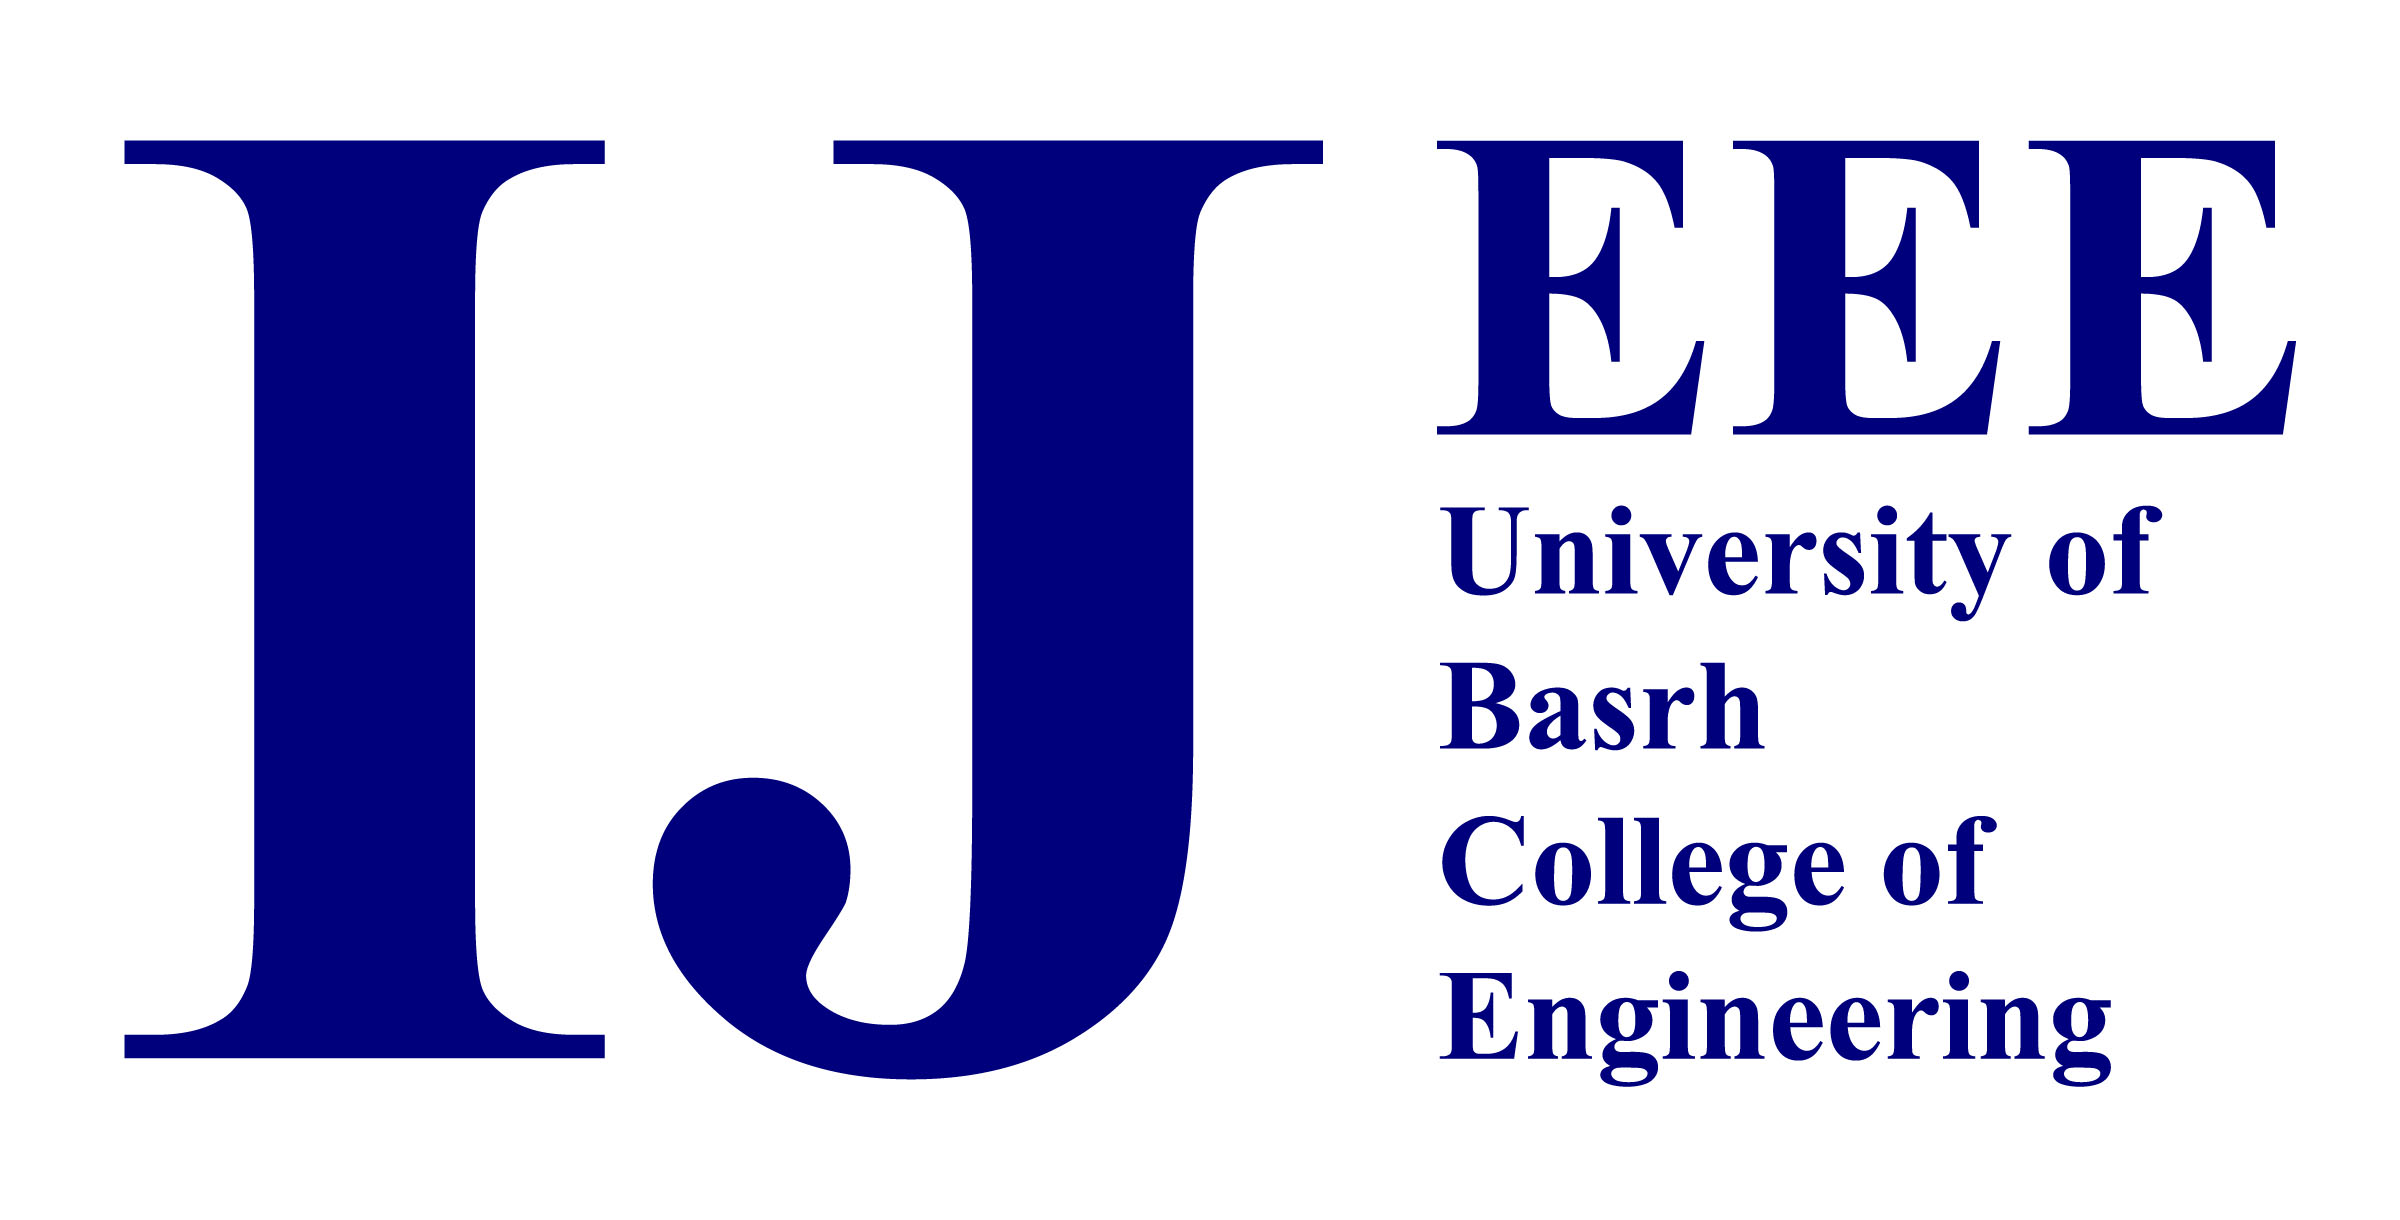 IJ EEE
University of
Basrh
College of
Engineering